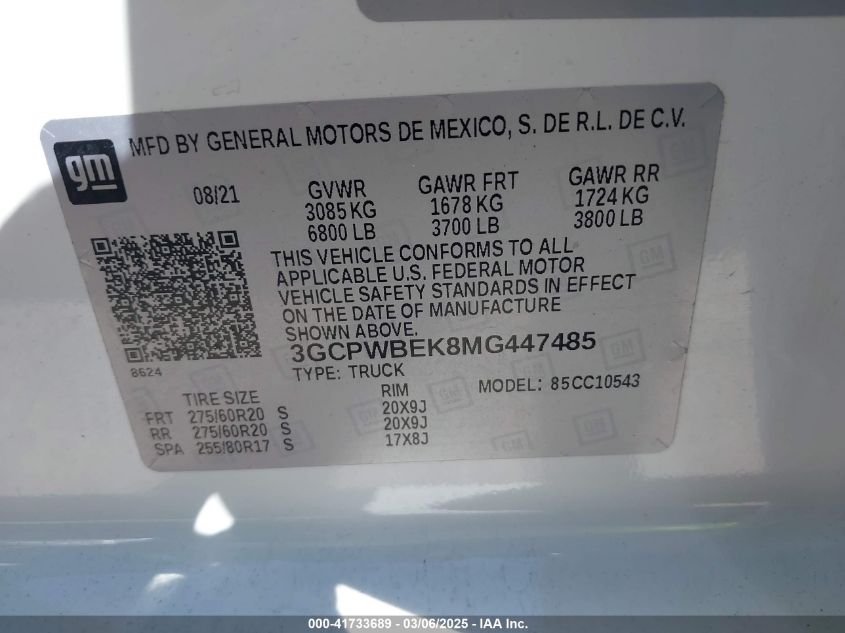 gm
MFD BY GENERAL MOTORS DE MEXICO, S. DE R.L. DE C.V.
08/21
GVWR
3085 KG
6800 LB
GAWR FRT
1678 KG
3700 LB
GAWR RR
1724 KG
3800 LB
THIS VEHICLE CONFORMS TO ALL
APPLICABLE U.S. FEDERAL MOTOR
VEHICLE SAFETY STANDARDS IN EFFECT
ON THE DATE OF MANUFACTURE
SHOWN ABOVE.
3GCPWBEK8MG447485
8624
TYPE: TRUCK
MODEL: 85CC10543
TIRE SIZE
RIM
FRT 275/60R20 S 20X9J
RR 275/60R20 S 20X9J
SPA 255/80R17 S 17X8J
000-41733689 - 03/06/2025 - IAA Inc.